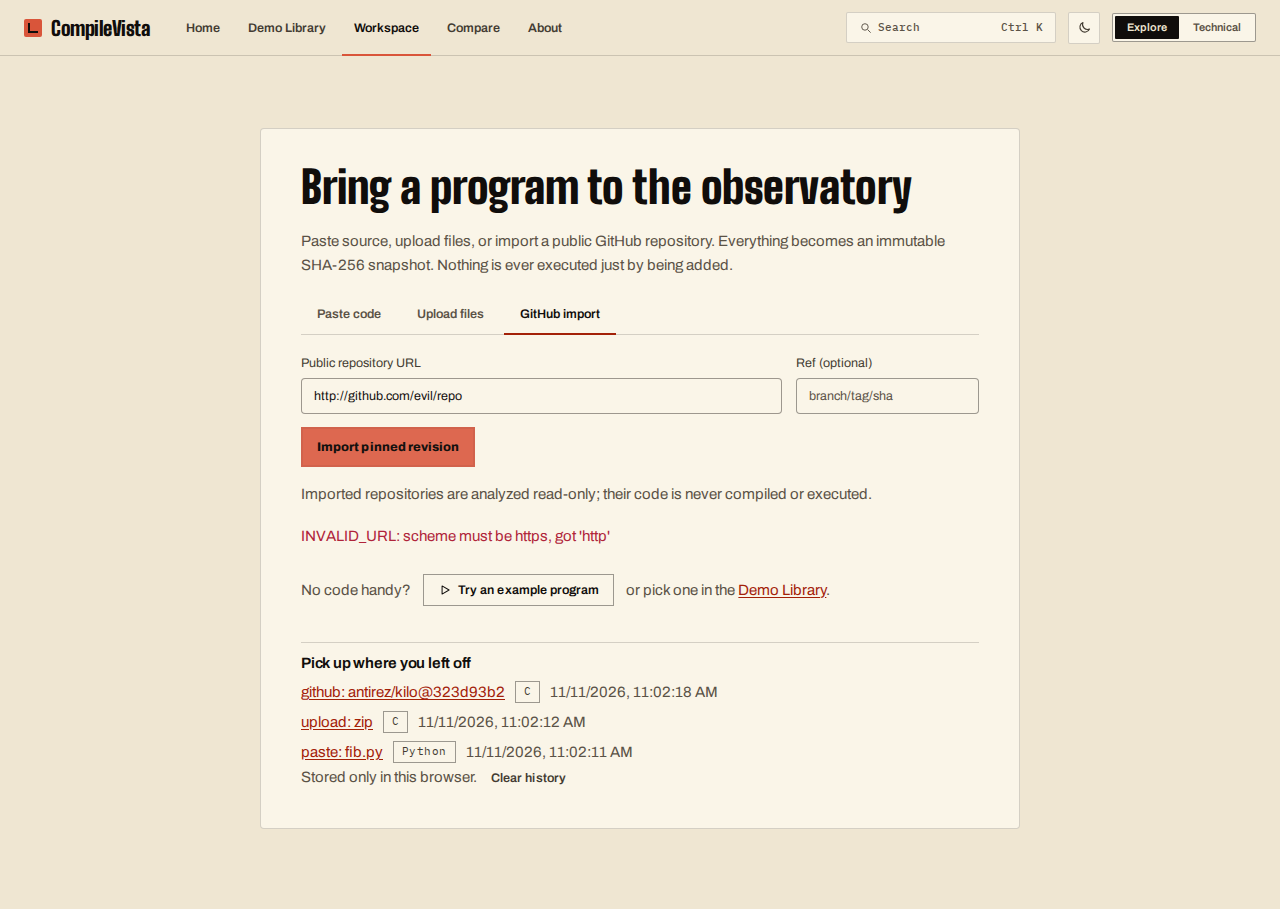 CompileVista
Home Demo Library Workspace Compare About
Search Ctrl K
Explore Technical
Bring a program to the observatory
Paste source, upload files, or import a public GitHub repository. Everything becomes an immutable
SHA-256 snapshot. Nothing is ever executed just by being added.
Paste code Upload files GitHub import
Public repository URL Ref (optional)
http://github.com/evil/repo branch/tag/sha
Import pinned revision
Imported repositories are analyzed read-only; their code is never compiled or executed.
INVALID_URL: scheme must be https, got 'http'
No code handy? Try an example program or pick one in the Demo Library.
Pick up where you left off
github: antirez/kilo@323d93b2 C 11/11/2026, 11:02:18 AM
upload: zip C 11/11/2026, 11:02:12 AM
paste: fib.py Python 11/11/2026, 11:02:11 AM
Stored only in this browser. Clear history